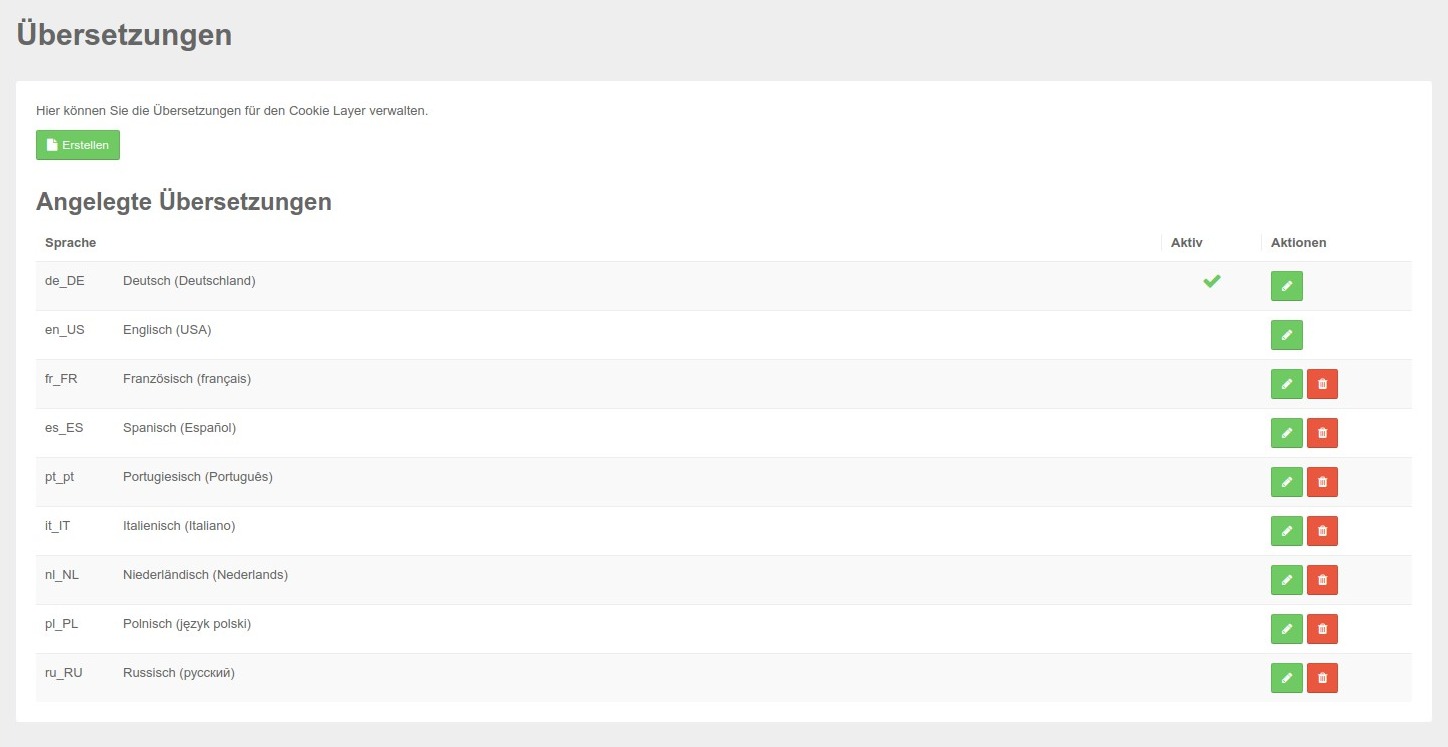 Übersetzungen
Hier können Sie die Übersetzungen für den Cookie Layer verwalten.
Erstellen
Angelegte Übersetzungen
Sprache Aktiv Aktionen
de_DE Deutsch (Deutschland)
en_US Englisch (USA)
fr_FR Französisch (français)
es_ES Spanisch (Español)
pt_pt Portugiesisch (Português)
it_IT Italienisch (Italiano)
nl_NL Niederländisch (Nederlands)
pl_PL Polnisch (język polski)
ru_RU Russisch (русский)